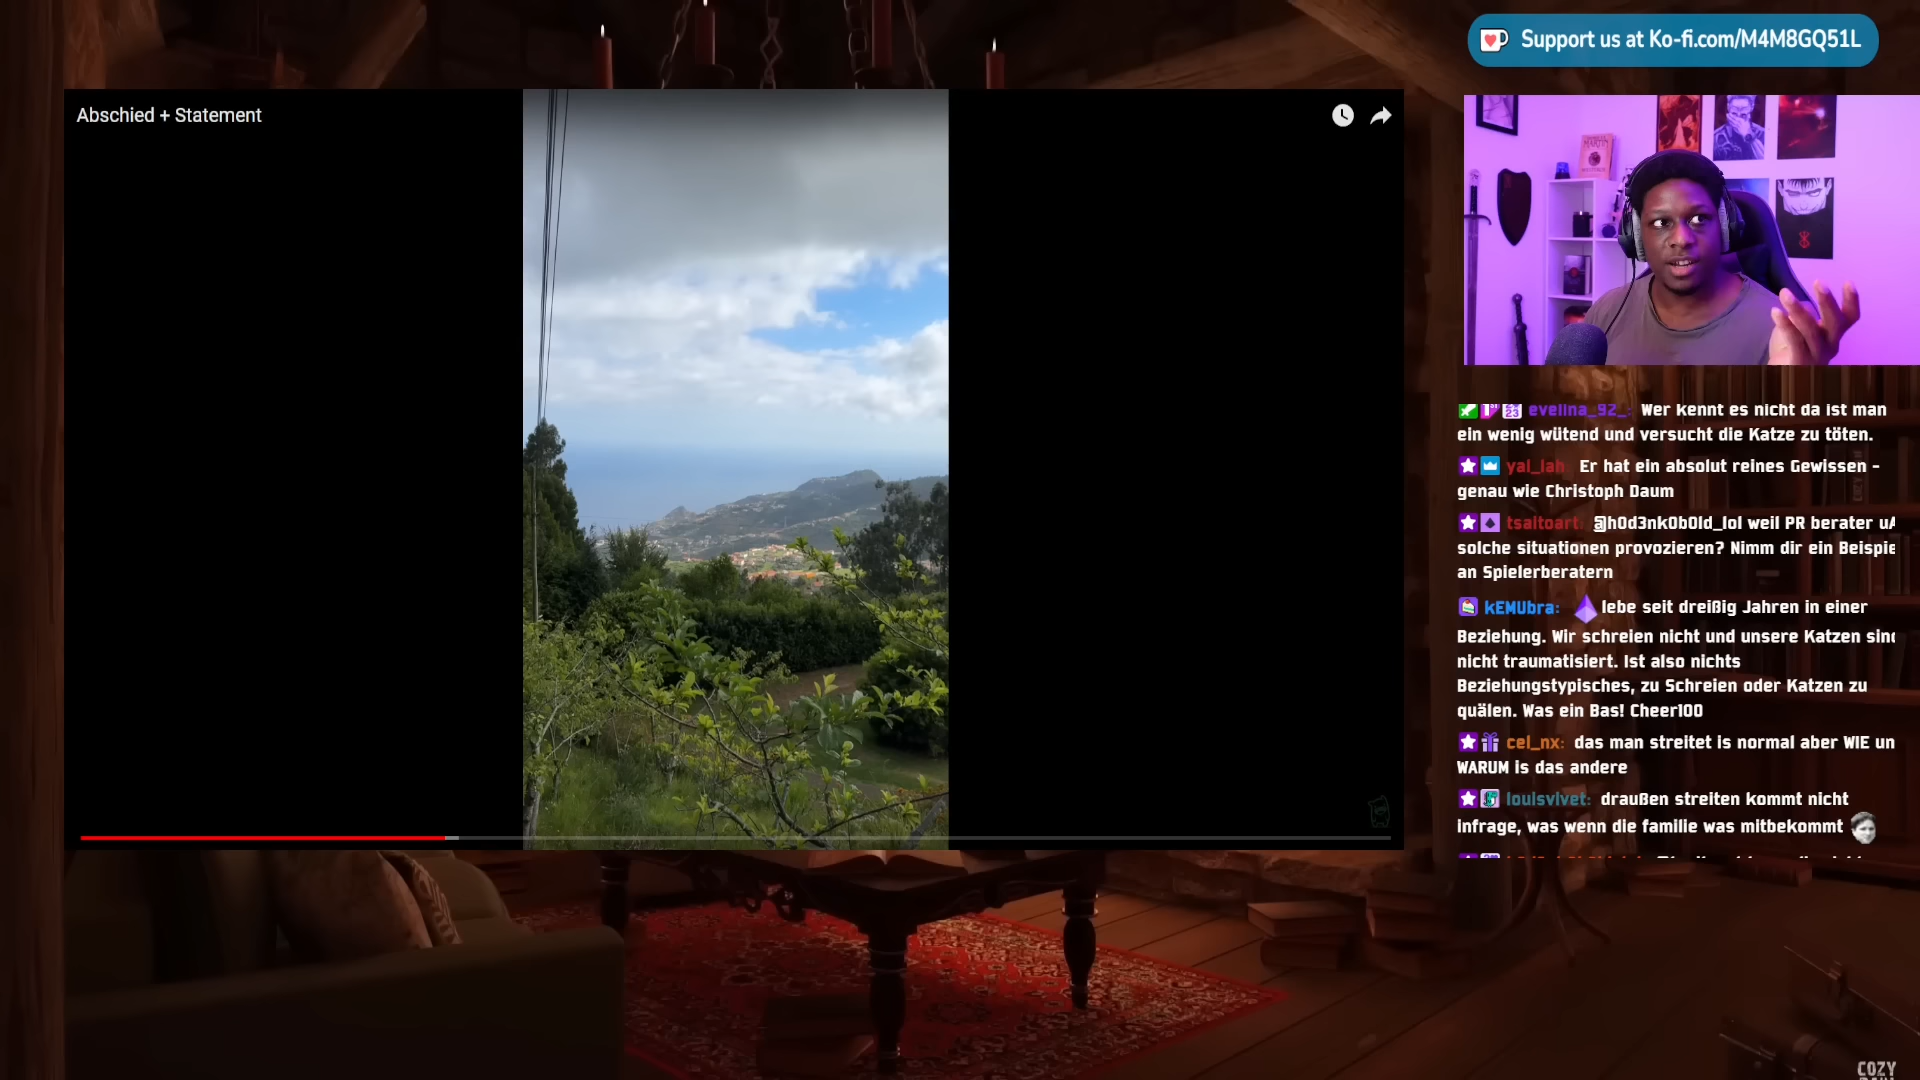 Support us at Ko-fi.com/M4M8GQ51L
Abschied + Statement
evelina_92_: Wer kennt es nicht da ist man
ein wenig wütend und versucht die Katze zu töten.
yal_lah: Er hat ein absolut reines Gewissen -
genau wie Christoph Daum
tsaltoart: @h0d3nk0b0ld_lol weil PR berater uA
solche situationen provozieren? Nimm dir ein Beispie
an Spielerberatern
kEMUbra: lebe seit dreißig Jahren in einer
Beziehung. Wir schreien nicht und unsere Katzen sind
nicht traumatisiert. Ist also nichts
Beziehungstypisches, zu Schreien oder Katzen zu
quälen. Was ein Bas! Cheer100
cel_nx: das man streitet is normal aber WIE un
WARUM is das andere
louisvivet: draußen streiten kommt nicht
infrage, was wenn die familie was mitbekommt
COZY